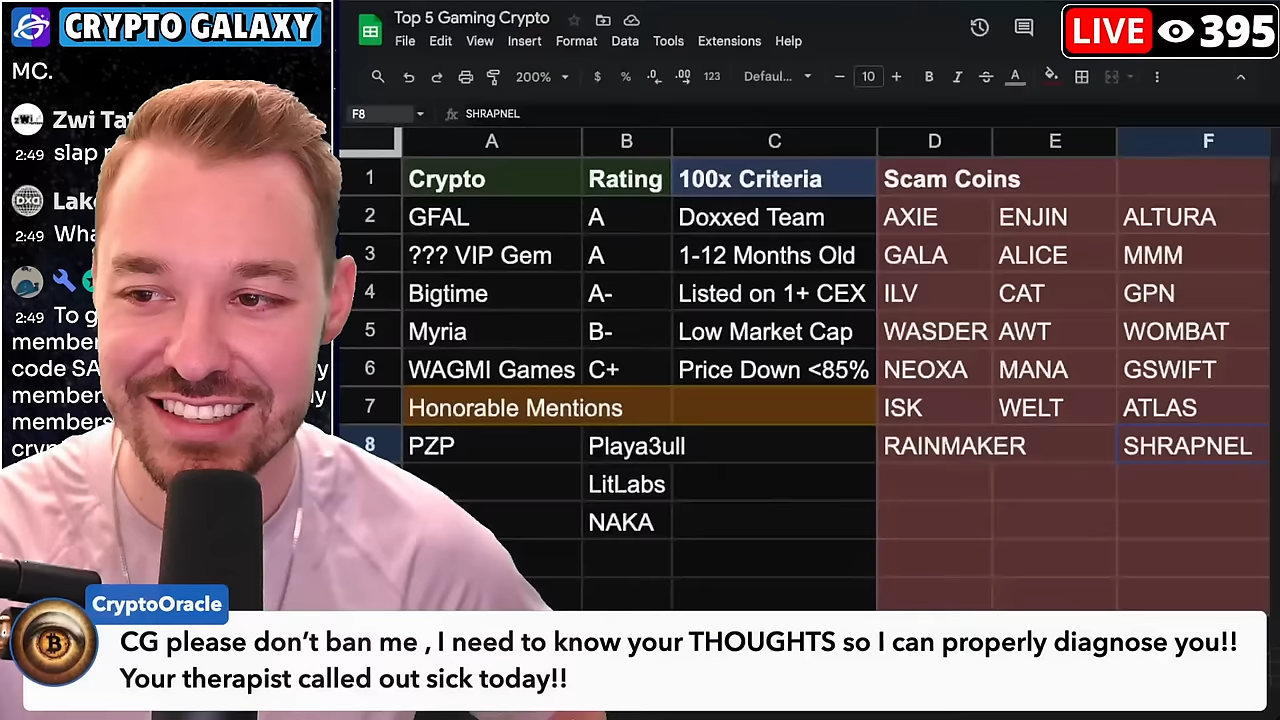 CRYPTO GALAXY
MC.
Zwi Tat
2:49 slap
Lak
2:49 Wha
2:49 To g
member
code SA
member
members
cryp
Top 5 Gaming Crypto
File Edit View Insert Format Data Tools Extensions Help
200% $ % .0 .00 123 Defaul... - 10 + B I S A
F8 fx SHRAPNEL
LIVE 395
A B C D E F
1 Crypto Rating 100x Criteria Scam Coins
2 GFAL A Doxxed Team AXIE ENJIN ALTURA
3 ??? VIP Gem A 1-12 Months Old GALA ALICE MMM
4 Bigtime A- Listed on 1+ CEX ILV CAT GPN
5 Myria B- Low Market Cap WASDER AWT WOMBAT
6 WAGMI Games C+ Price Down <85% NEOXA MANA GSWIFT
7 Honorable Mentions ISK WELT ATLAS
8 PZP Playa3ull RAINMAKER SHRAPNEL
LitLabs
NAKA
CryptoOracle
CG please don't ban me , I need to know your THOUGHTS so I can properly diagnose you!!
Your therapist called out sick today!!